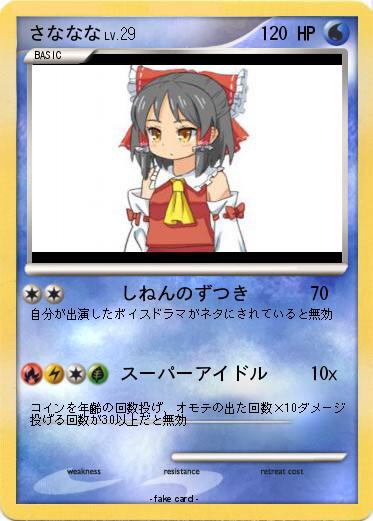 さななな LV.29 120 HP
BASIC
しねんのずつき 70
自分が出演したボイスドラマがネタにされていると無効
スーパーアイドル 10x
コインを年齢の回数投げ、オモテの出た回数×10ダメージ
投げる回数が30以上だと無効
weakness resistance retreat cost
- fake card -